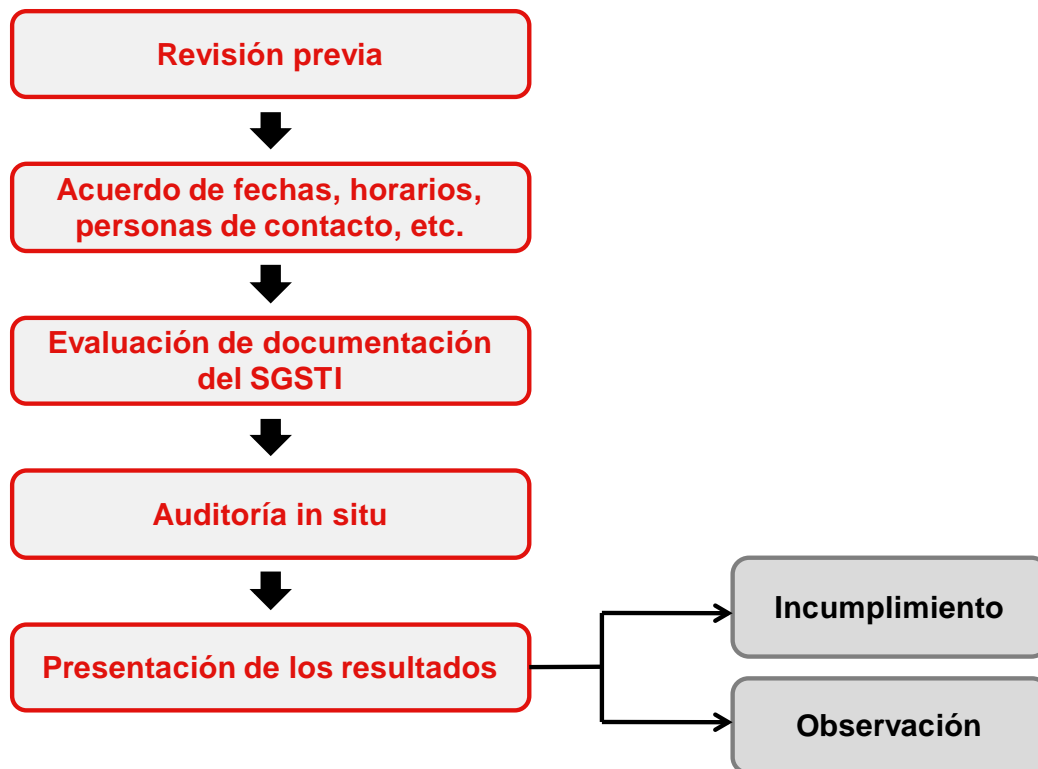 Revisión previa
Acuerdo de fechas, horarios,
personas de contacto, etc.
Evaluación de documentación
del SGSTI
Auditoría in situ
Presentación de los resultados
Incumplimiento
Observación